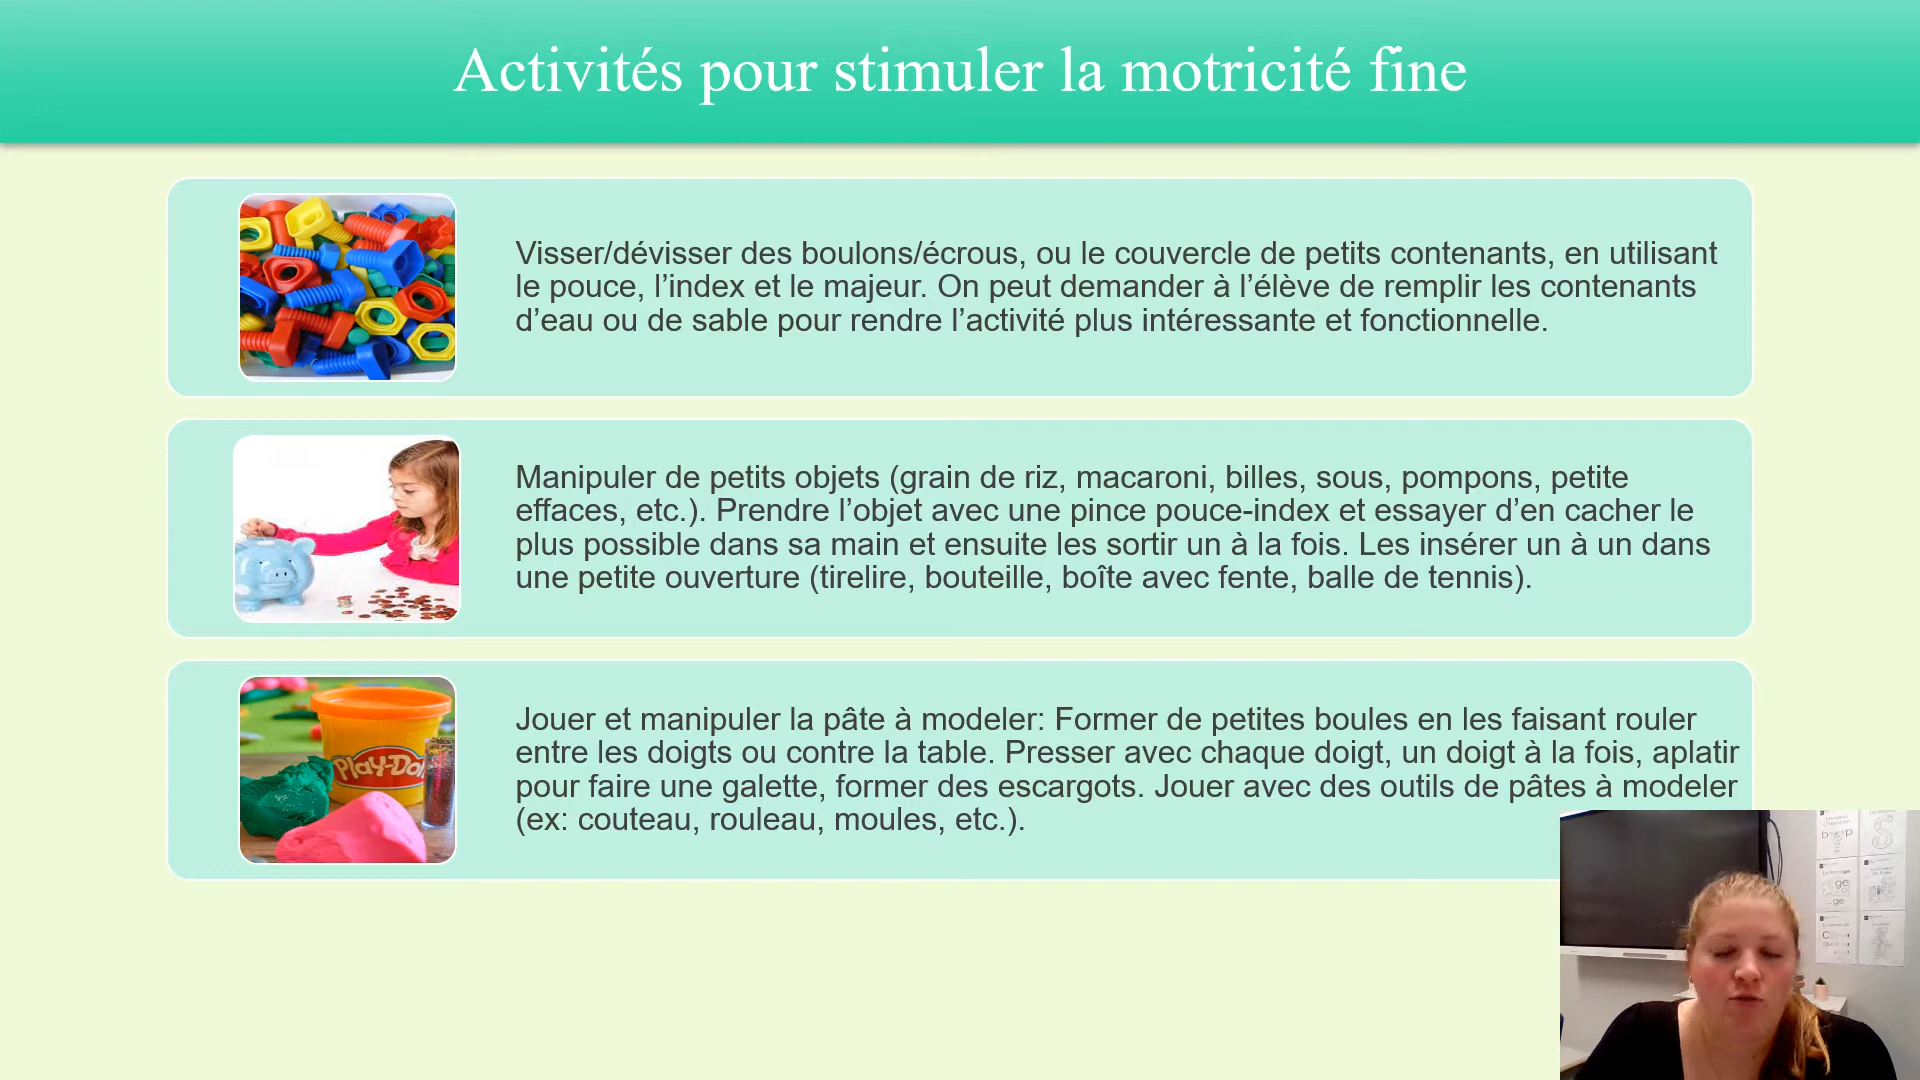 Activités pour stimuler la motricité fine
Visser/dévisser des boulons/écrous, ou le couvercle de petits contenants, en utilisant
le pouce, l’index et le majeur. On peut demander à l’élève de remplir les contenants
d’eau ou de sable pour rendre l’activité plus intéressante et fonctionnelle.
Manipuler de petits objets (grain de riz, macaroni, billes, sous, pompons, petite
effaces, etc.). Prendre l’objet avec une pince pouce-index et essayer d’en cacher le
plus possible dans sa main et ensuite les sortir un à la fois. Les insérer un à un dans
une petite ouverture (tirelire, bouteille, boîte avec fente, balle de tennis).
Jouer et manipuler la pâte à modeler: Former de petites boules en les faisant rouler
entre les doigts ou contre la table. Presser avec chaque doigt, un doigt à la fois, aplatir
pour faire une galette, former des escargots. Jouer avec des outils de pâtes à modeler
(ex: couteau, rouleau, moules, etc.).
Play-Do